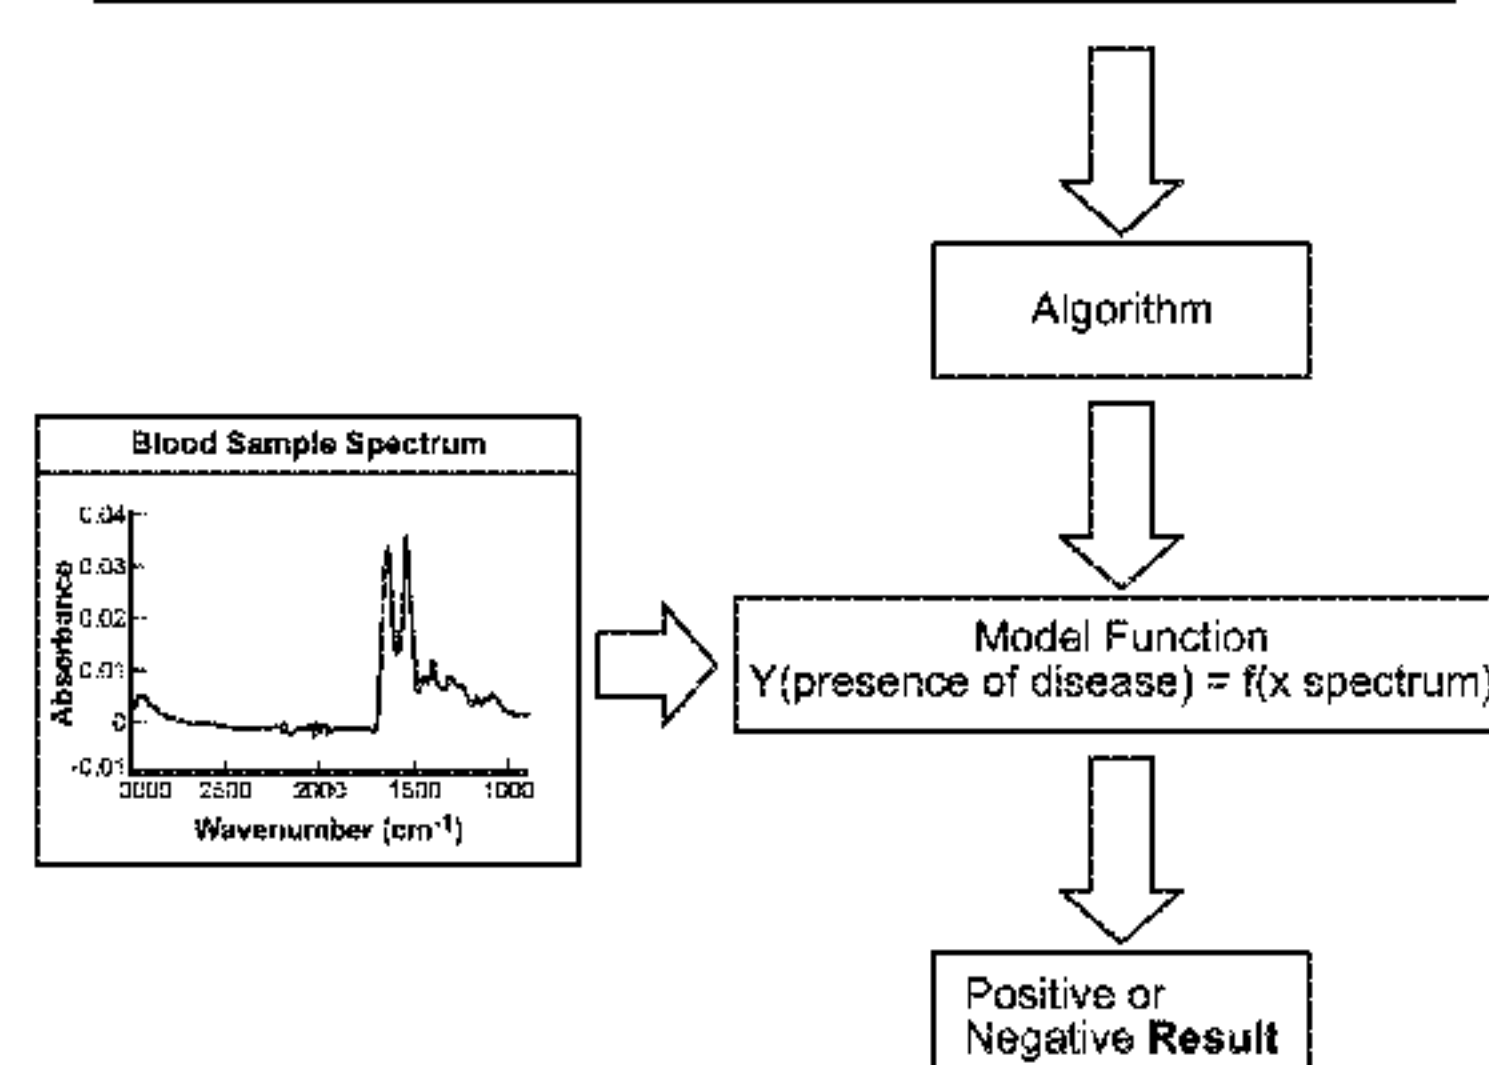 Algorithm
Blood Sample Spectrum
0.04
0.03
0.02
0.01
0
-0.01
Absorbance
3000 2500 2000 1500 1000
Wavenumber (cm-1)
Model Function
Y(presence of disease) = f(x spectrum)
Positive or
Negative Result